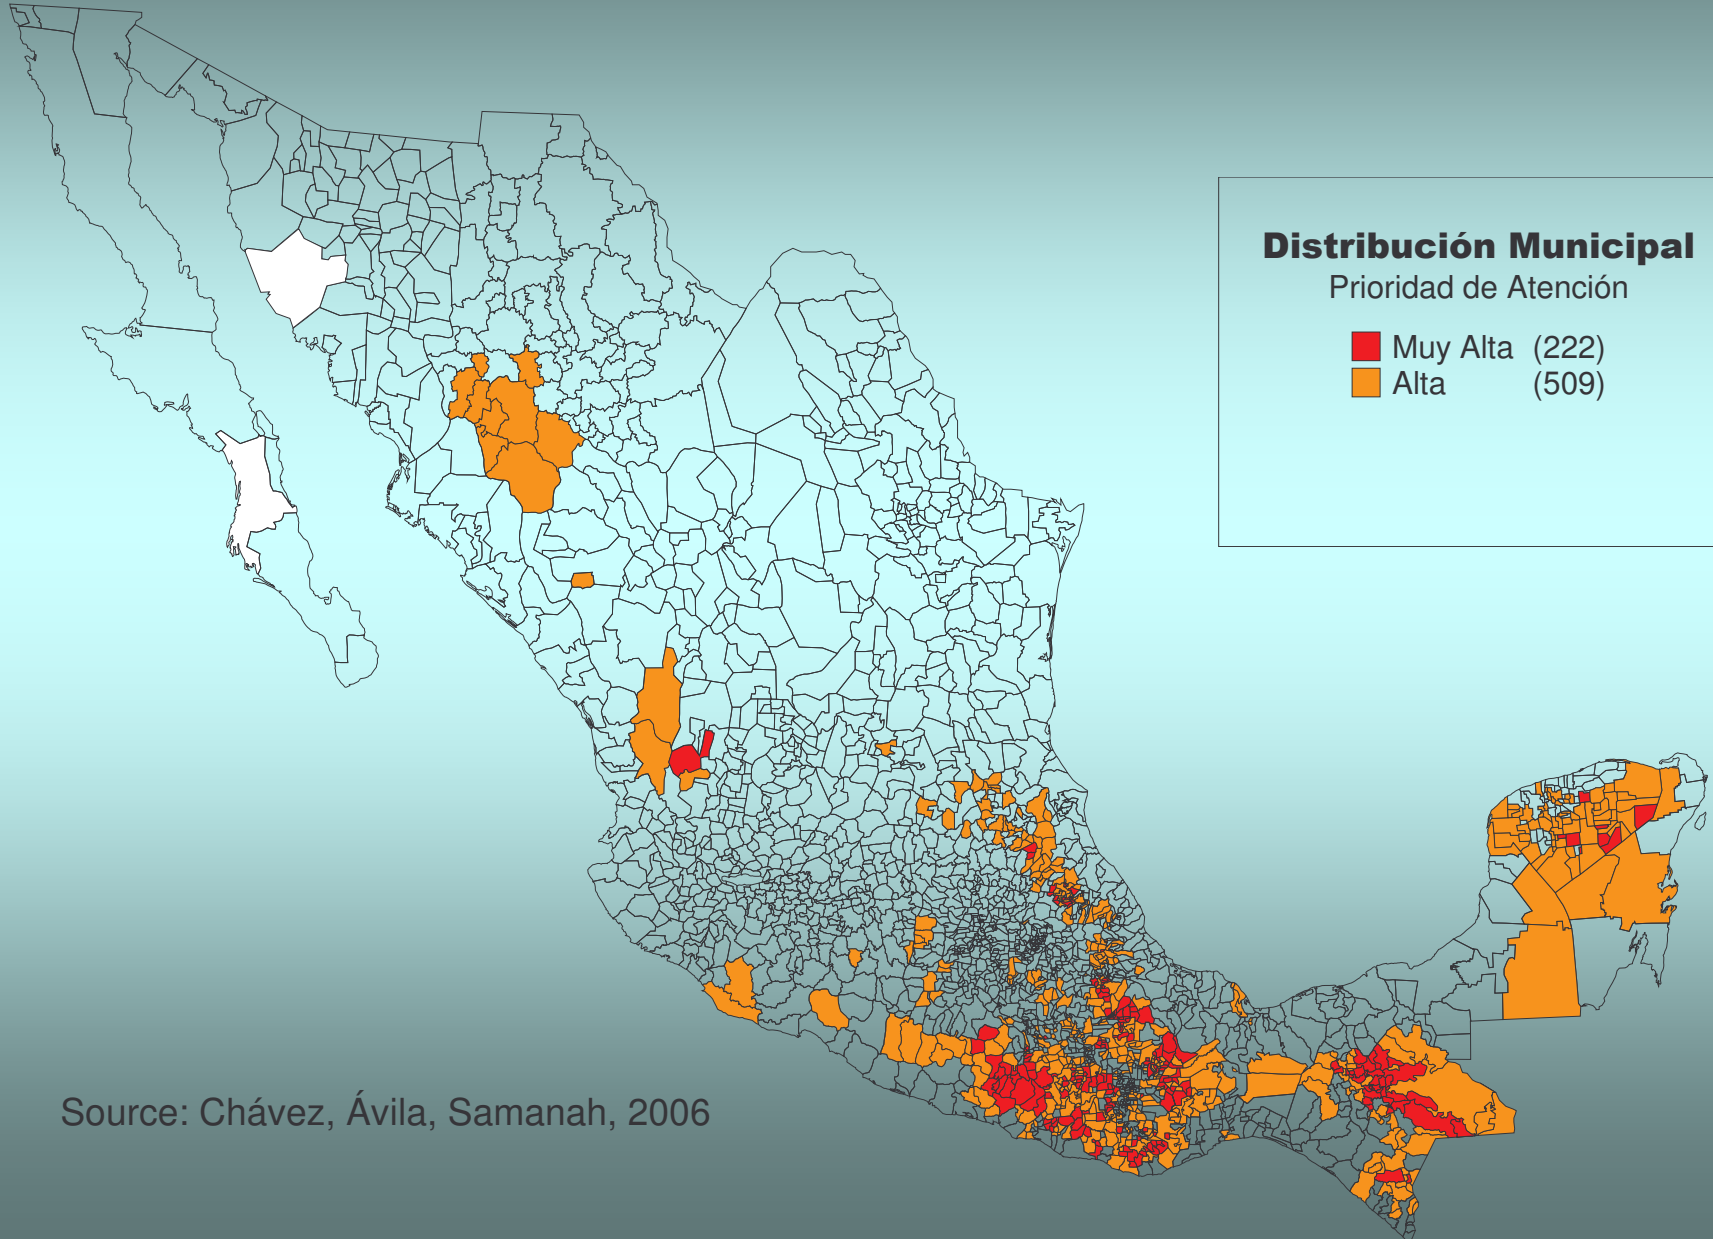 Distribución Municipal
Prioridad de Atención
Muy Alta (222)
Alta (509)
Source: Chávez, Ávila, Samanah, 2006